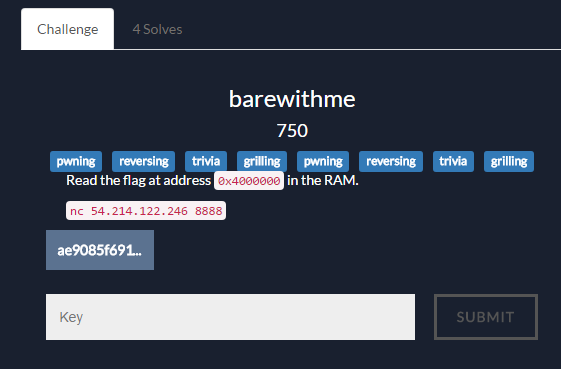 Challenge 4 Solves
barewithme
750
pwning reversing trivia grilling pwning reversing trivia grilling
Read the flag at address 0x4000000 in the RAM.
nc 54.214.122.246 8888
ae9085f691..
Key SUBMIT